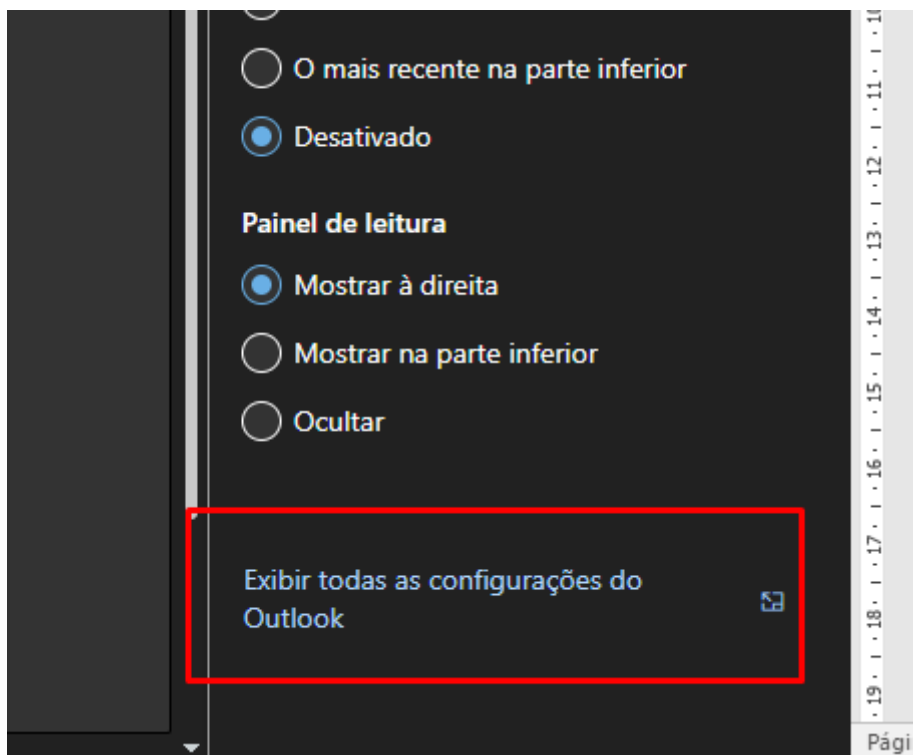 O mais recente na parte inferior
Desativado
Painel de leitura
Mostrar à direita
Mostrar na parte inferior
Ocultar
Exibir todas as configurações do
Outlook
11
12
13
14
15
16
17
18
19